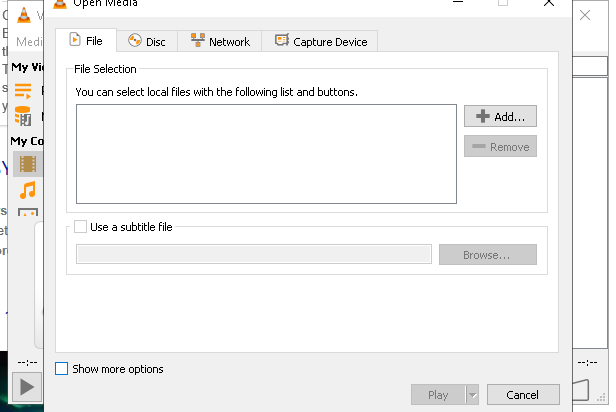 Open Media
Medi
File
Disc
Network
Capture Device
My Vi
File Selection
You can select local files with the following list and buttons.
Add...
Remove
My Co
Use a subtitle file
Browse...
--:--
--:--
Show more options
Play
Cancel